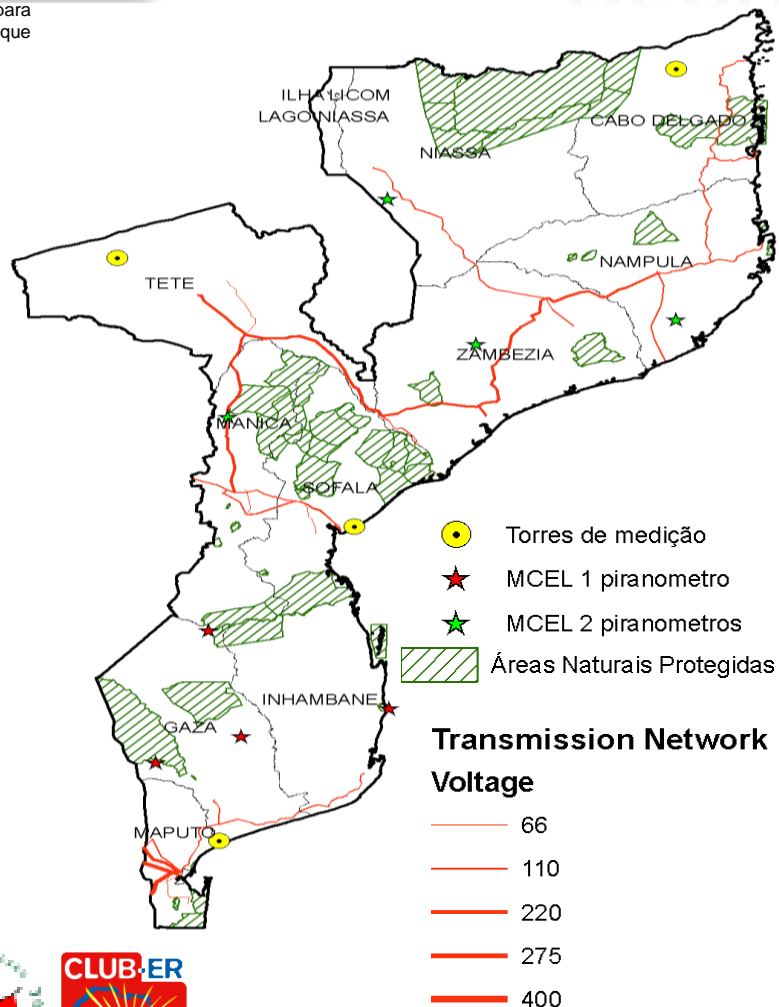 para
que
ILHA LICOM
LAGO NIASSA
CABO DELGADO
NIASSA
NAMPULA
TETE
ZAMBEZIA
MANICA
SOFALA
Torres de medição
MCEL 1 piranometro
MCEL 2 piranometros
Áreas Naturais Protegidas
INHAMBANE
GAZA
Transmission Network
Voltage
66
MAPUTO
110
220
275
CLUB-ER
400